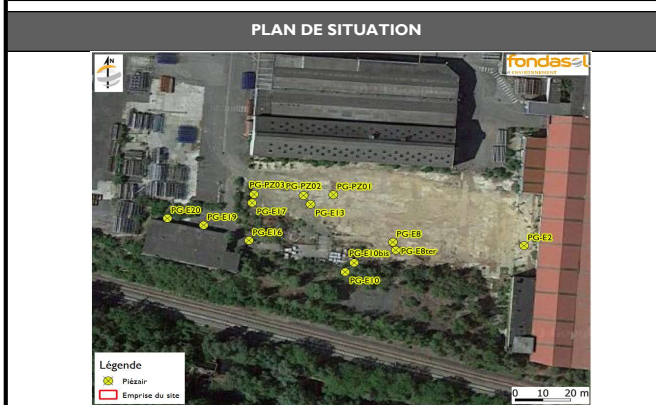 PLAN DE SITUATION
N
fondasol
ENVIRONNEMENT
PG-PZ03
PG-PZ02
PG-PZ01
PG-E17
PG-E13
PG-E20
PG-E19
PG-E16
PG-E8
PG-E8ter
PG-E2
PG-E10bis
PG-E10
Légende
Piézair
Emprise du site
0 10 20 m